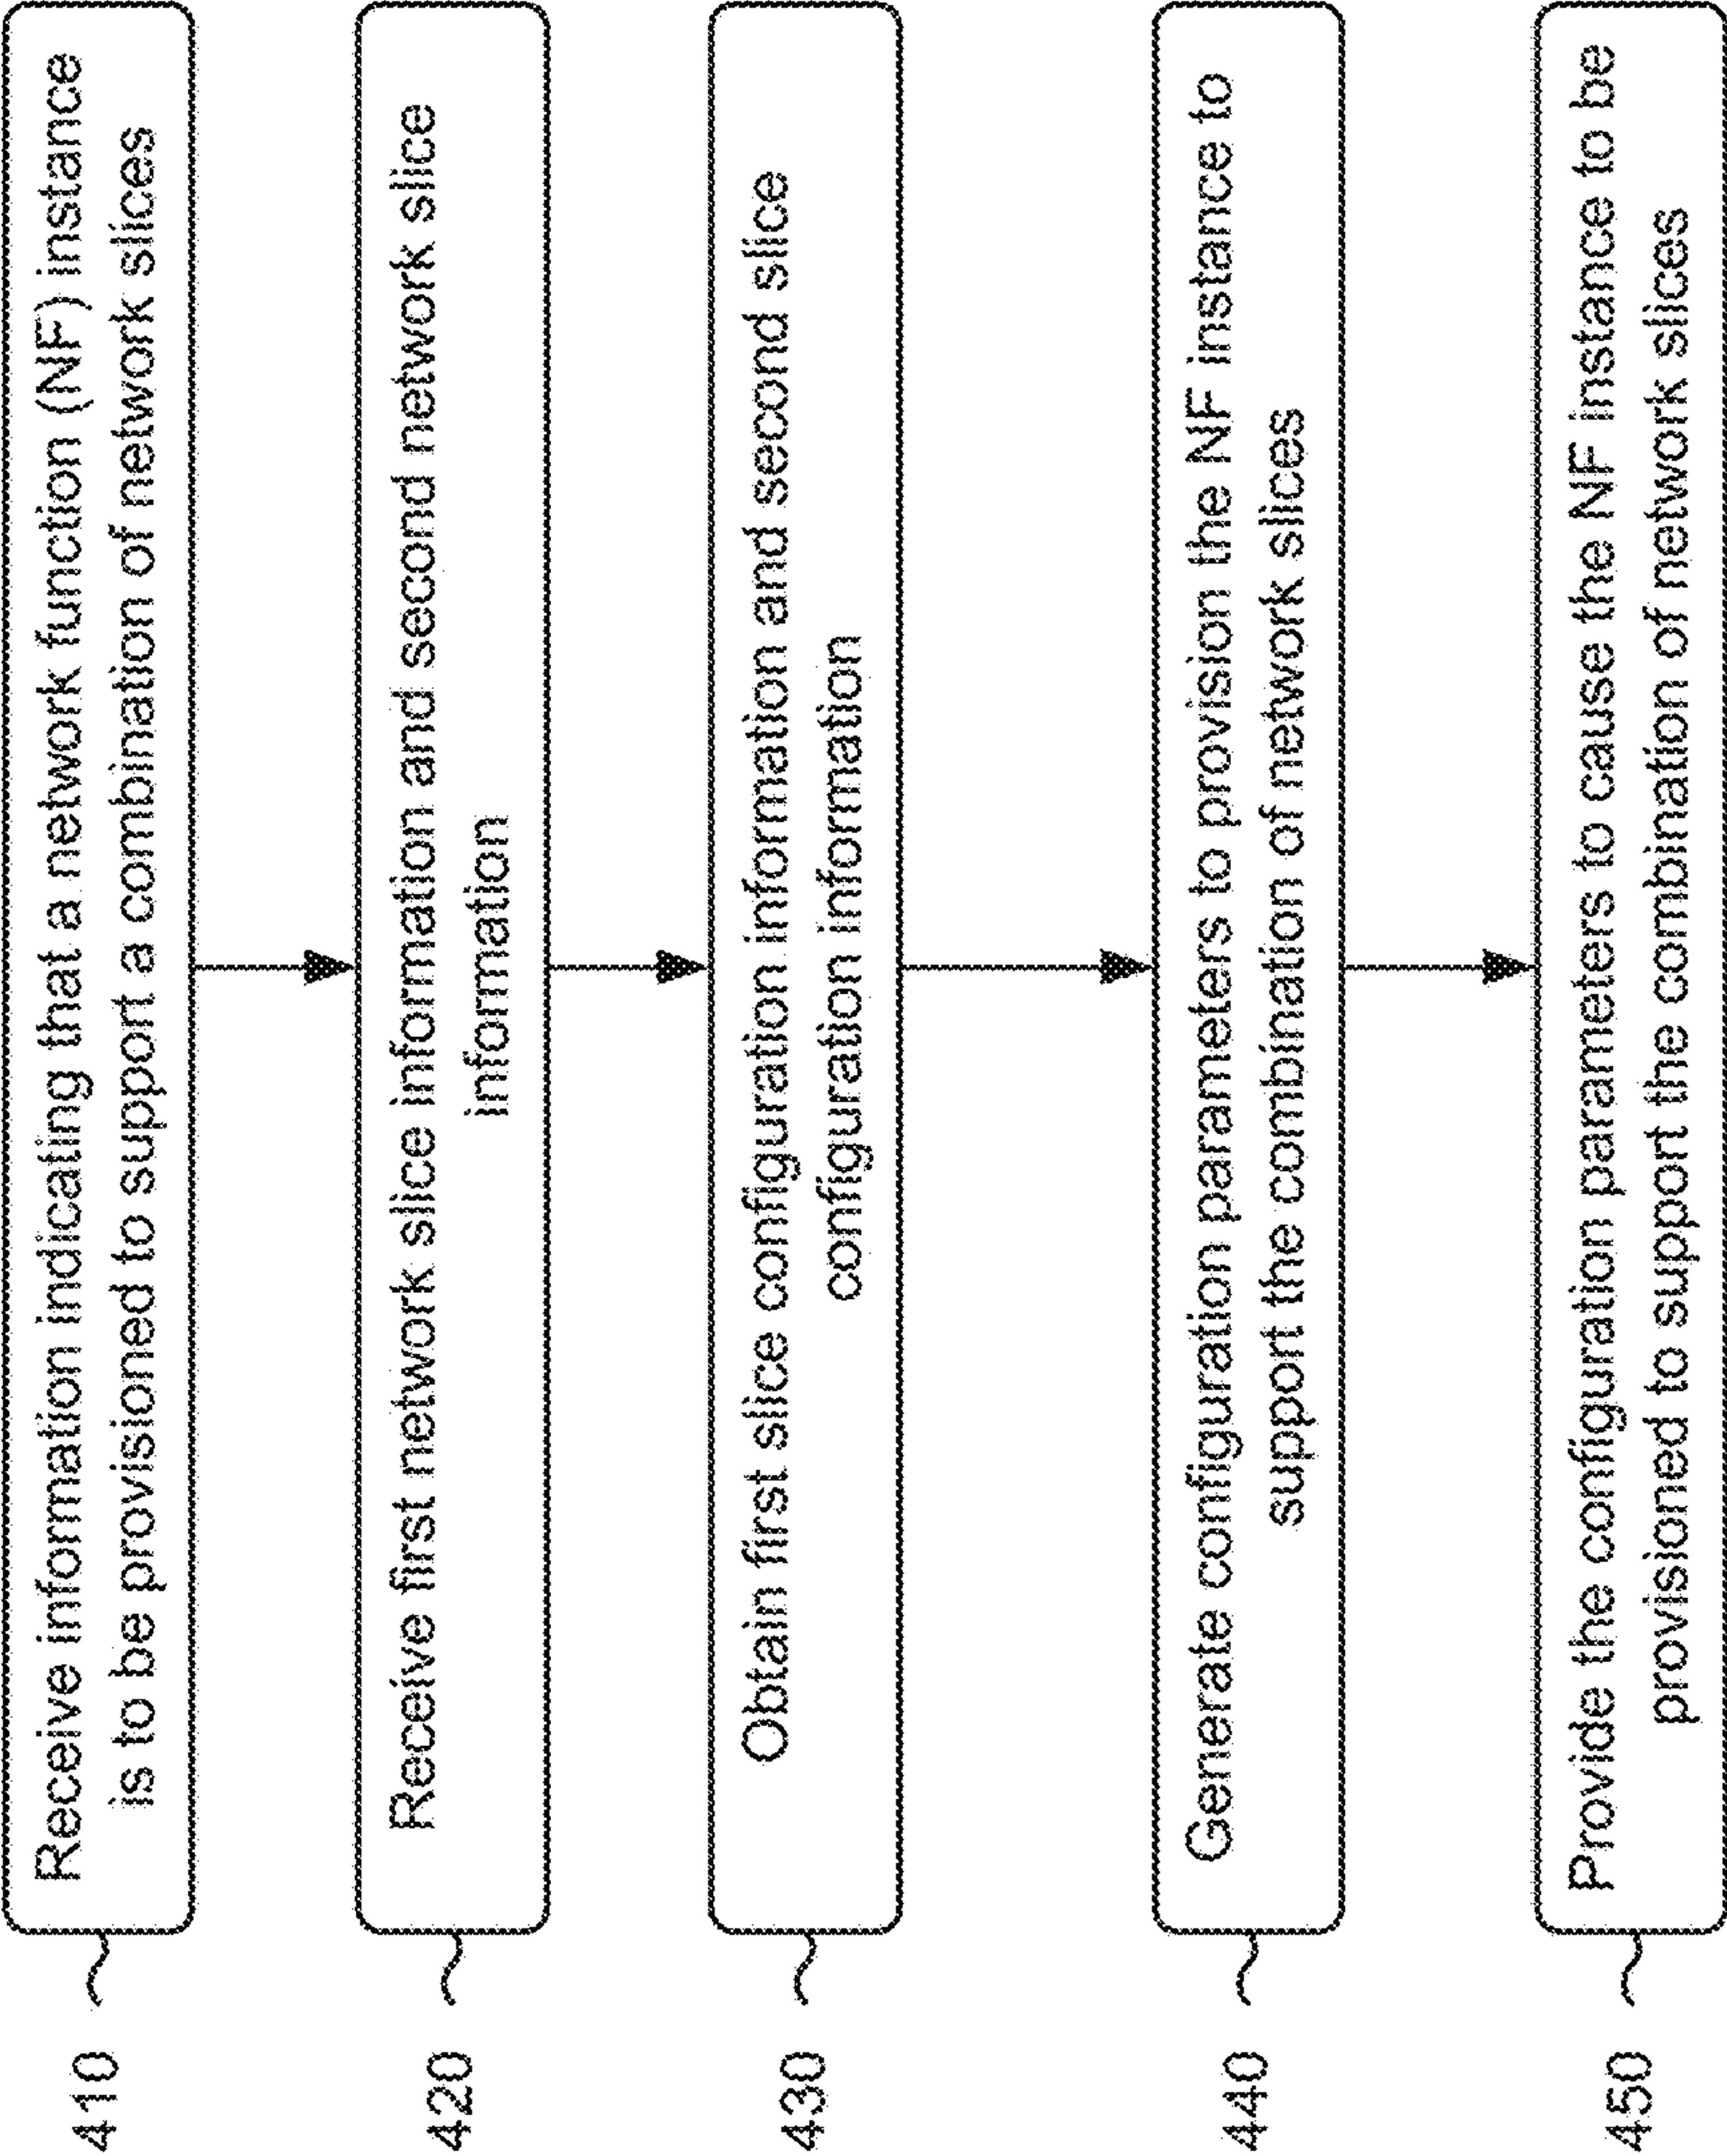 410
Receive information indicating that a network function (NF) instance
is to be provisioned to support a combination of network slices
420
Receive first network slice information and second network slice
information
430
Obtain first slice configuration information and second slice
configuration information
440
Generate configuration parameters to provision the NF instance to
support the combination of network slices
450
Provide the configuration parameters to cause the NF instance to be
provisioned to support the combination of network slices